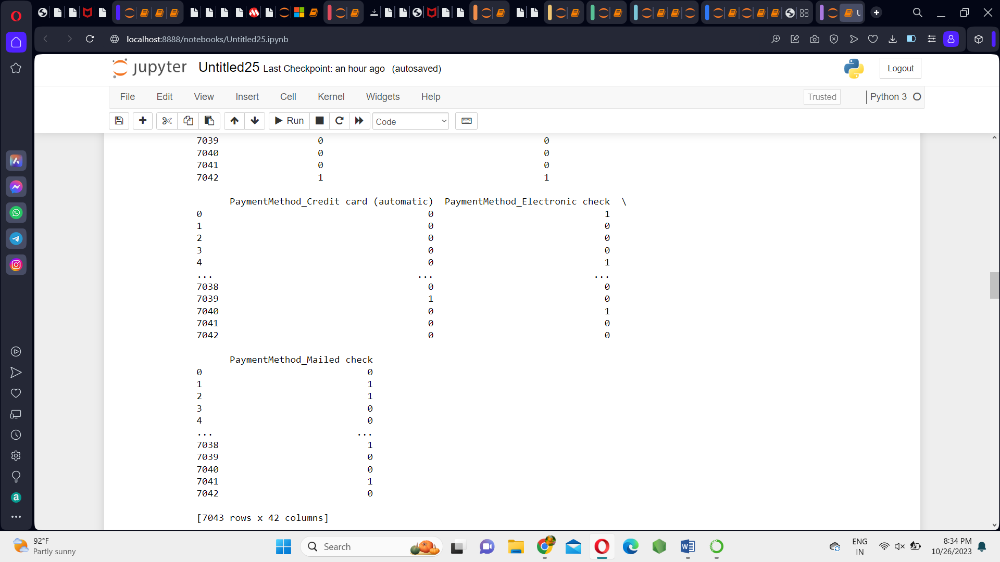 U
localhost:8888/notebooks/Untitled25.ipynb
jupyter Untitled25 Last Checkpoint: an hour ago (autosaved) Logout
File Edit View Insert Cell Kernel Widgets Help Trusted Python 3
Run Code
7039 0 0
7040 0 0
7041 0 0
7042 1 1
PaymentMethod_Credit card (automatic) PaymentMethod_Electronic check \
0 0 1
1 0 0
2 0 0
3 0 0
4 0 1
... ... ...
7038 0 0
7039 1 0
7040 0 1
7041 0 0
7042 0 0
PaymentMethod_Mailed check
0 0
1 1
2 1
3 0
4 0
... ...
7038 1
7039 0
7040 0
7041 1
7042 0
[7043 rows x 42 columns]
92°F
Partly sunny
Search
ENG
IN
8:34 PM
10/26/2023